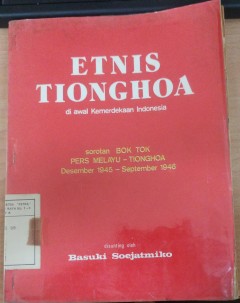 ETNIS
TIONGHOA
di awal Kemerdekaan Indonesia
sorotan BOK TOK
PERS MELAYU - TIONGHOA
Desember 1945 - September 1946
disunting oleh
Basuki Soejatmiko